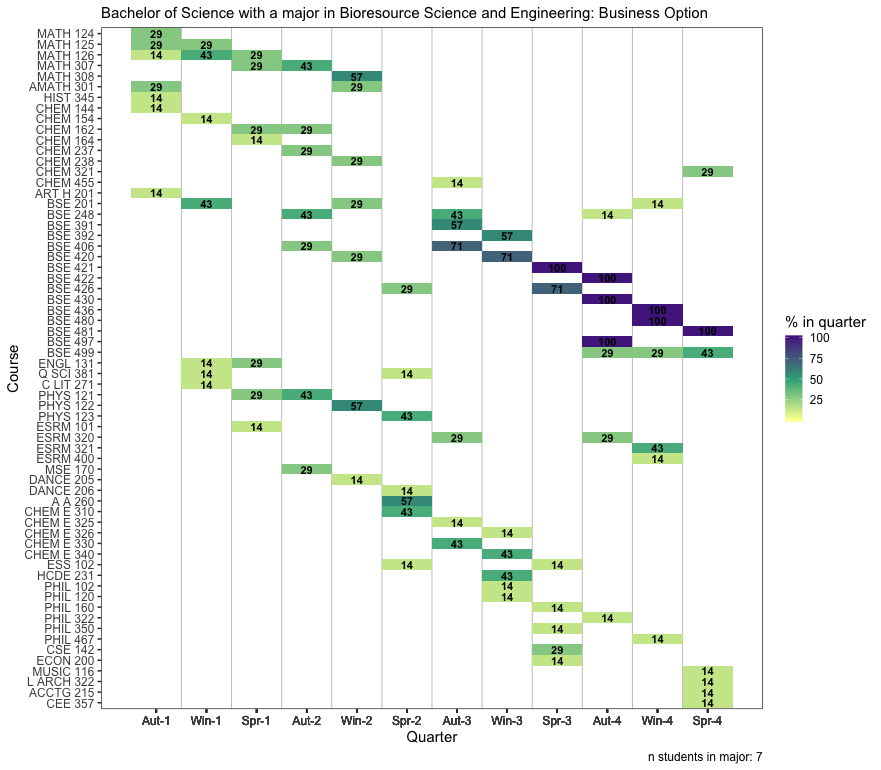 Bachelor of Science with a major in Bioresource Science and Engineering: Business Option
MATH 124 29
MATH 125 29 29
MATH 126 14 43 29
MATH 307 29 43
MATH 308 57
AMATH 301 29 29
HIST 345 14
CHEM 144 14
CHEM 154 14
CHEM 162 29 29
CHEM 164 14
CHEM 237 29
CHEM 238 29
CHEM 321 29
CHEM 455 14
ART H 201 14
BSE 201 43 29 14
BSE 248 43 43 14
BSE 391 57
BSE 392 57
BSE 406 29 71
BSE 420 29 71
BSE 421 100
BSE 422 100
BSE 426 29 71
BSE 430 100
BSE 436 100
BSE 480 100
BSE 481 100
BSE 497 100
BSE 499 29 29 43
ENGL 131 14 29
Q SCI 381 14 14
C LIT 271 14
PHYS 121 29 43
PHYS 122 57
PHYS 123 43
ESRM 101 14
ESRM 320 29 29
ESRM 321 43
ESRM 400 14
MSE 170 29
DANCE 205 14
DANCE 206 14
A A 260 57
CHEM E 310 43
CHEM E 325 14
CHEM E 326 14
CHEM E 330 43
CHEM E 340 43
ESS 102 14 14
HCDE 231 43
PHIL 102 14
PHIL 120 14
PHIL 160 14
PHIL 322 14
PHIL 350 14
PHIL 467 14
CSE 142 29
ECON 200 14
MUSIC 116 14
L ARCH 322 14
ACCTG 215 14
CEE 357 14
Course
Aut-1 Win-1 Spr-1 Aut-2 Win-2 Spr-2 Aut-3 Win-3 Spr-3 Aut-4 Win-4 Spr-4
Quarter
% in quarter
100
75
50
25
n students in major: 7